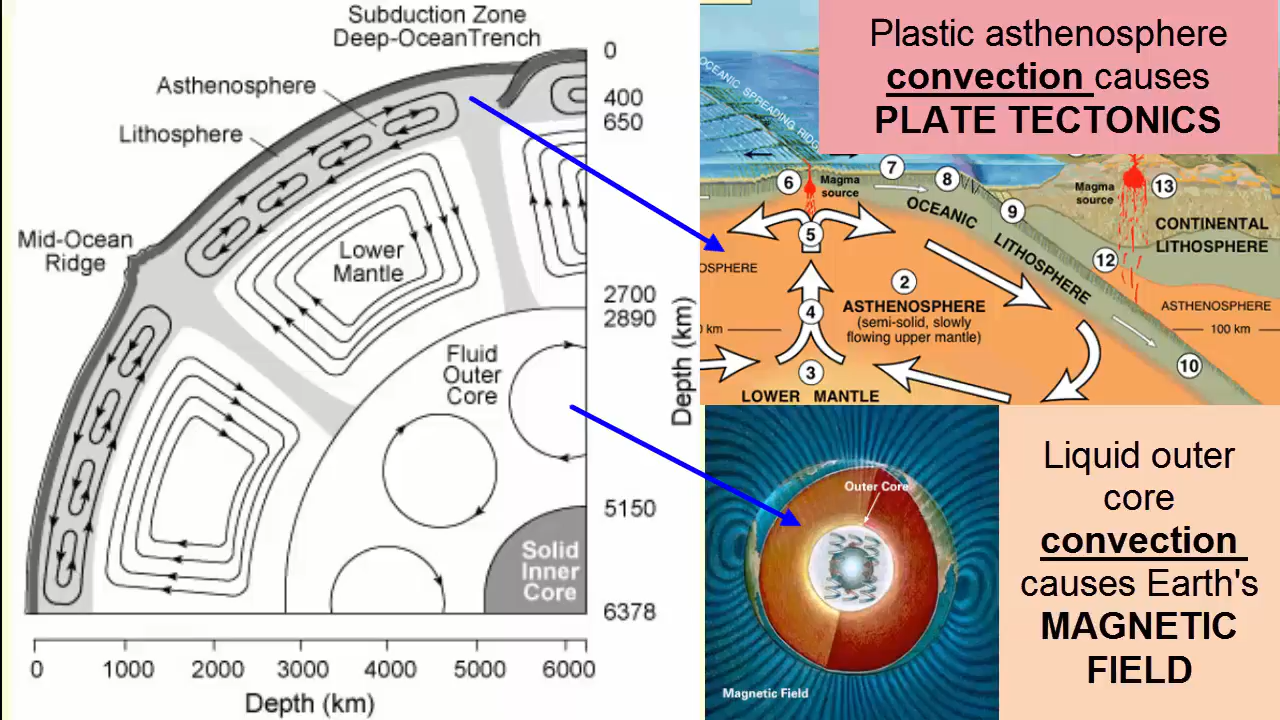 Subduction Zone
Deep-OceanTrench
Asthenosphere
Lithosphere
Mid-Ocean
Ridge
Lower
Mantle
Fluid
Outer
Core
Solid
Inner
Core
0
400
650
2700
2890
5150
6378
Depth (km)
0 1000 2000 3000 4000 5000 6000
Depth (km)
Plastic asthenosphere
convection causes
PLATE TECTONICS
OCEANIC SPREADING RIDGE
6
Magma
source
7
8
9
Magma
source
13
OCEANIC LITHOSPHERE
CONTINENTAL
LITHOSPHERE
5
OSPHERE
2
ASTHENOSPHERE
(semi-solid, slowly
flowing upper mantle)
12
ASTHENOSPHERE
4
0 km
100 km
3
10
LOWER MANTLE
Outer Core
Magnetic Field
Liquid outer
core
convection
causes Earth's
MAGNETIC
FIELD